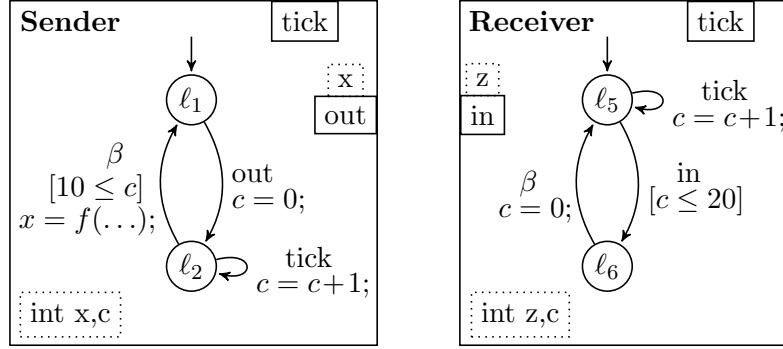 Sender
tick
x
out
ℓ₁
β
[10 ≤ c]
x = f(...);
out
c = 0;
ℓ₂
tick
c = c+1;
int x,c
Receiver
tick
z
in
ℓ₅
tick
c = c+1;
β
c = 0;
in
[c ≤ 20]
ℓ₆
int z,c